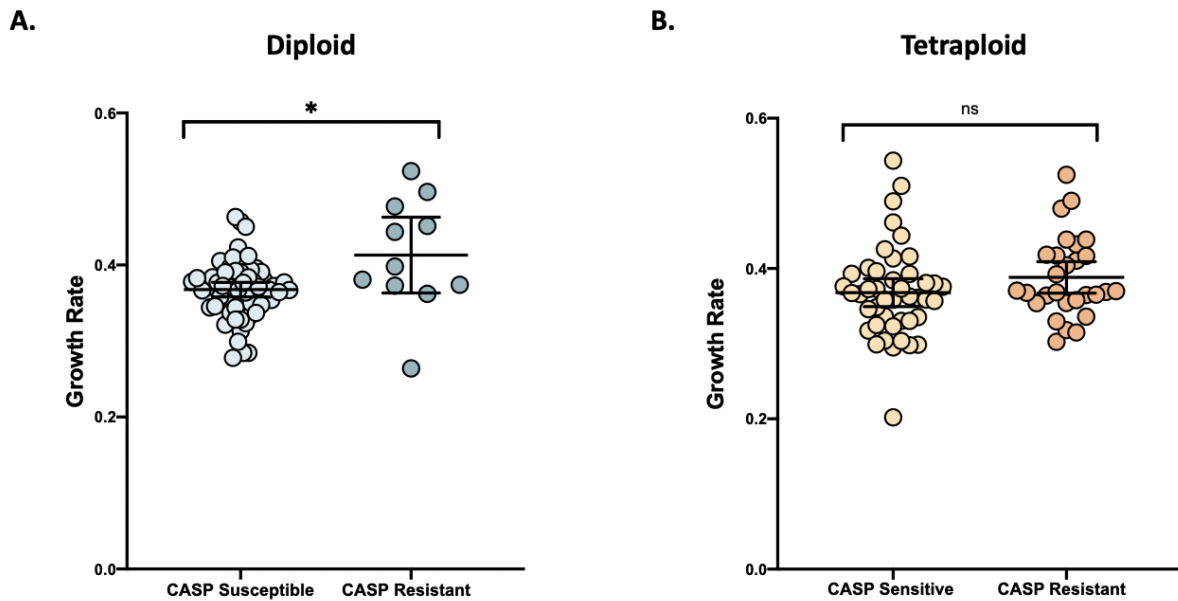 A.
Diploid
*
0.6
0.4
0.2
0.0
Growth Rate
CASP Susceptible
CASP Resistant
B.
Tetraploid
ns
0.6
0.4
0.2
0.0
Growth Rate
CASP Sensitive
CASP Resistant